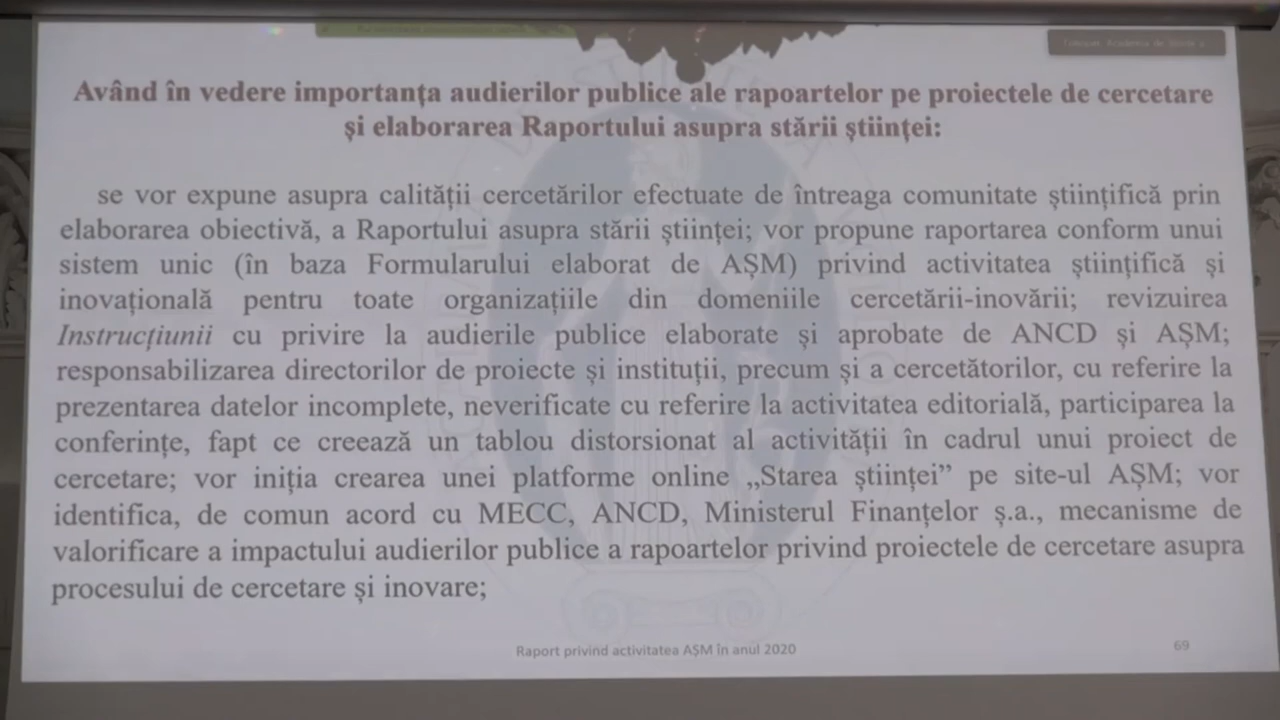 Având în vedere importanța audierilor publice ale rapoartelor pe proiectele de cercetare
și elaborarea Raportului asupra stării științei:
se vor expune asupra calității cercetărilor efectuate de întreaga comunitate științifică prin
elaborarea obiectivă, a Raportului asupra stării științei; vor propune raportarea conform unui
sistem unic (în baza Formularului elaborat de AȘM) privind activitatea științifică și
inovațională pentru toate organizațiile din domeniile cercetării-inovării; revizuirea
Instrucțiunii cu privire la audierile publice elaborate și aprobate de ANCD și AȘM;
responsabilizarea directorilor de proiecte și instituții, precum și a cercetătorilor, cu referire la
prezentarea datelor incomplete, neverificate cu referire la activitatea editorială, participarea la
conferințe, fapt ce creează un tablou distorsionat al activității în cadrul unui proiect de
cercetare; vor iniția crearea unei platforme online „Starea științei” pe site-ul AȘM; vor
identifica, de comun acord cu MECC, ANCD, Ministerul Finanțelor ș.a., mecanisme de
valorificare a impactului audierilor publice a rapoartelor privind proiectele de cercetare asupra
procesului de cercetare și inovare;
Raport privind activitatea AȘM în anul 2020
69